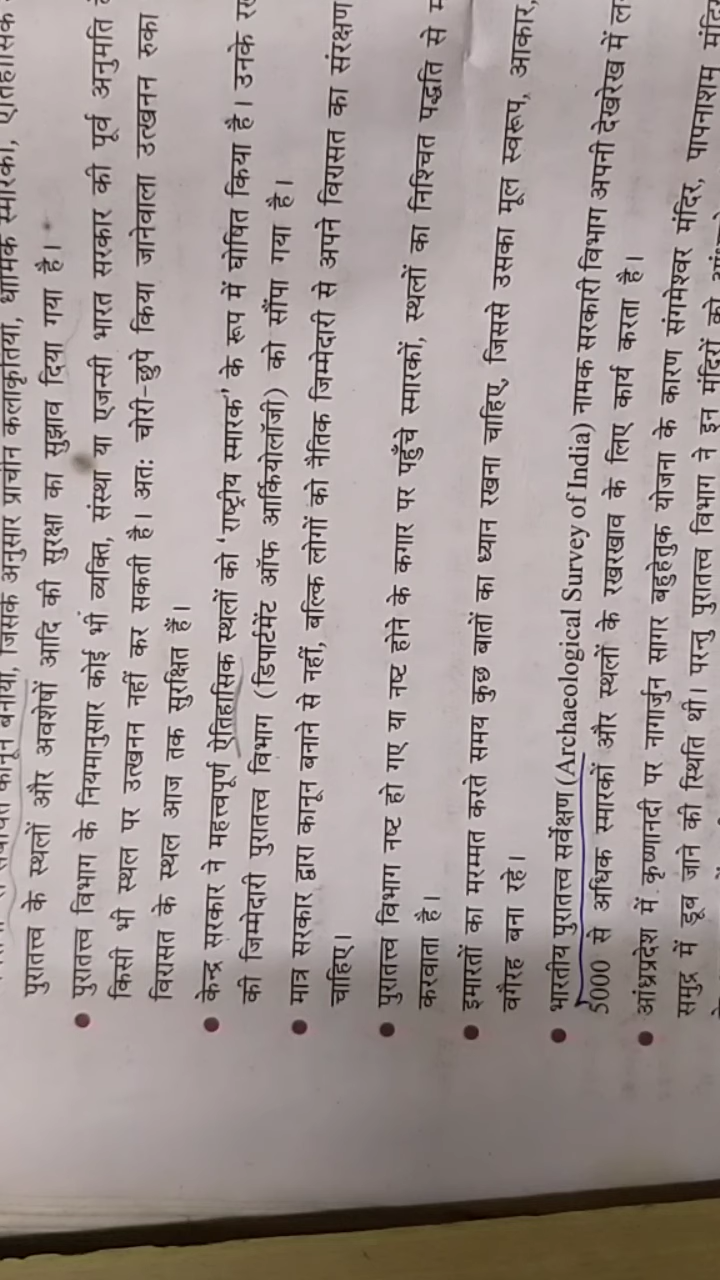 कानून बनाया, जिसके अनुसार प्राचीन कलाकृतियों, धार्मिक स्मारकों, ऐतिहासिक
पुरातत्त्व के स्थलों और अवशेषों आदि की सुरक्षा का सुझाव दिया गया है।
• पुरातत्त्व विभाग के नियमानुसार कोई भी व्यक्ति, संस्था या एजन्सी भारत सरकार की पूर्व अनुमति
किसी भी स्थल पर उत्खनन नहीं कर सकती है। अतः चोरी-छुपे किया जानेवाला उत्खनन रुका
विरासत के स्थल आज तक सुरक्षित हैं।
• केन्द्र सरकार ने महत्त्वपूर्ण ऐतिहासिक स्थलों को 'राष्ट्रीय स्मारक' के रूप में घोषित किया है। उनके
की जिम्मेदारी पुरातत्त्व विभाग (डिपार्टमेंट ऑफ आर्कियोलॉजी) को सौंपा गया है।
• मात्र सरकार द्वारा कानून बनाने से नहीं, बल्कि लोगों को नैतिक जिम्मेदारी से अपने विरासत का संरक्षण
चाहिए।
• पुरातत्त्व विभाग नष्ट हो गए या नष्ट होने के कगार पर पहुँचे स्मारकों, स्थलों का निश्चित पद्धति से
करवाता है।
• इमारतों का मरम्मत करते समय कुछ बातों का ध्यान रखना चाहिए, जिससे उसका मूल स्वरूप, आकार,
वगैरह बना रहे।
• भारतीय पुरातत्त्व सर्वेक्षण (Archaeological Survey of India) नामक सरकारी विभाग अपनी देखरेख में
5000 से अधिक स्मारकों और स्थलों के रखरखाव के लिए कार्य करता है।
• आंध्रप्रदेश में कृष्णानदी पर नागार्जुन सागर बहुहेतुक योजना के कारण संगमेश्वर मंदिर, पापनाशम मंदिर
समुद्र में डूब जाने की स्थिति थी। परन्तु पुरातत्त्व विभाग ने इन मंदिरों को